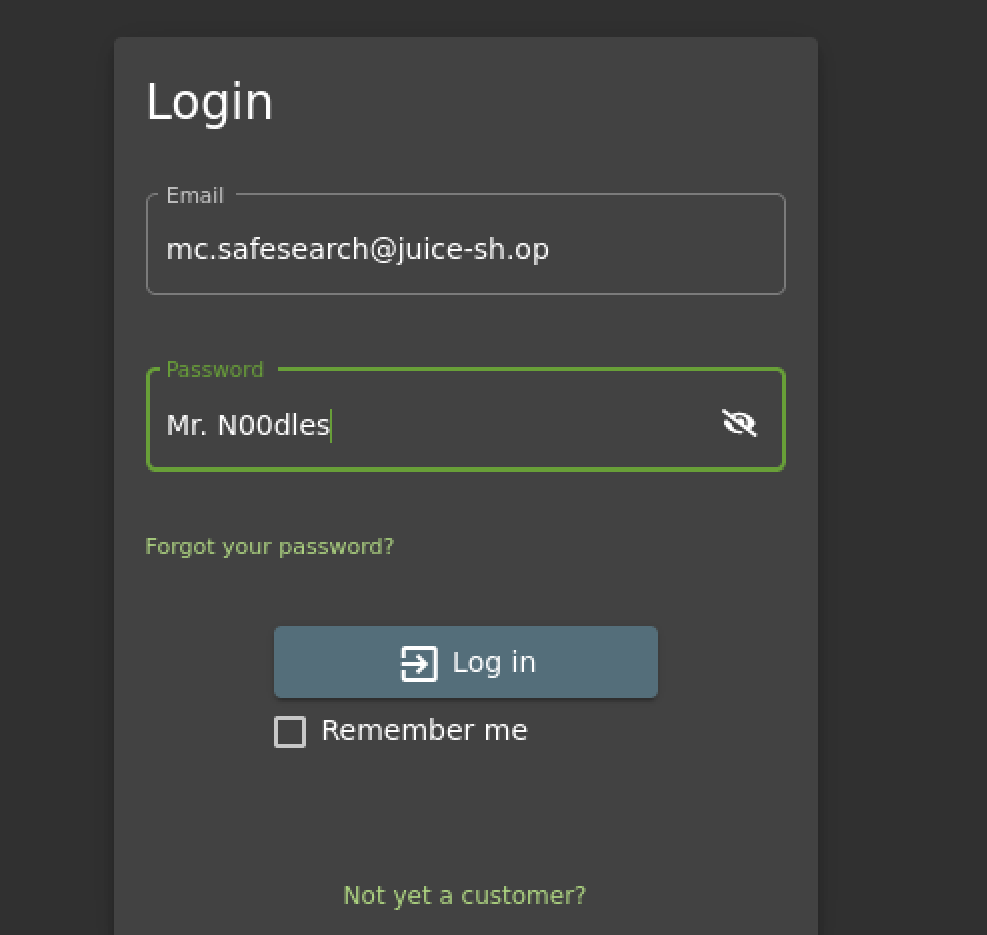 Login
Email
mc.safesearch@juice-sh.op
Password
Mr. N00dles
Forgot your password?
Log in
Remember me
Not yet a customer?